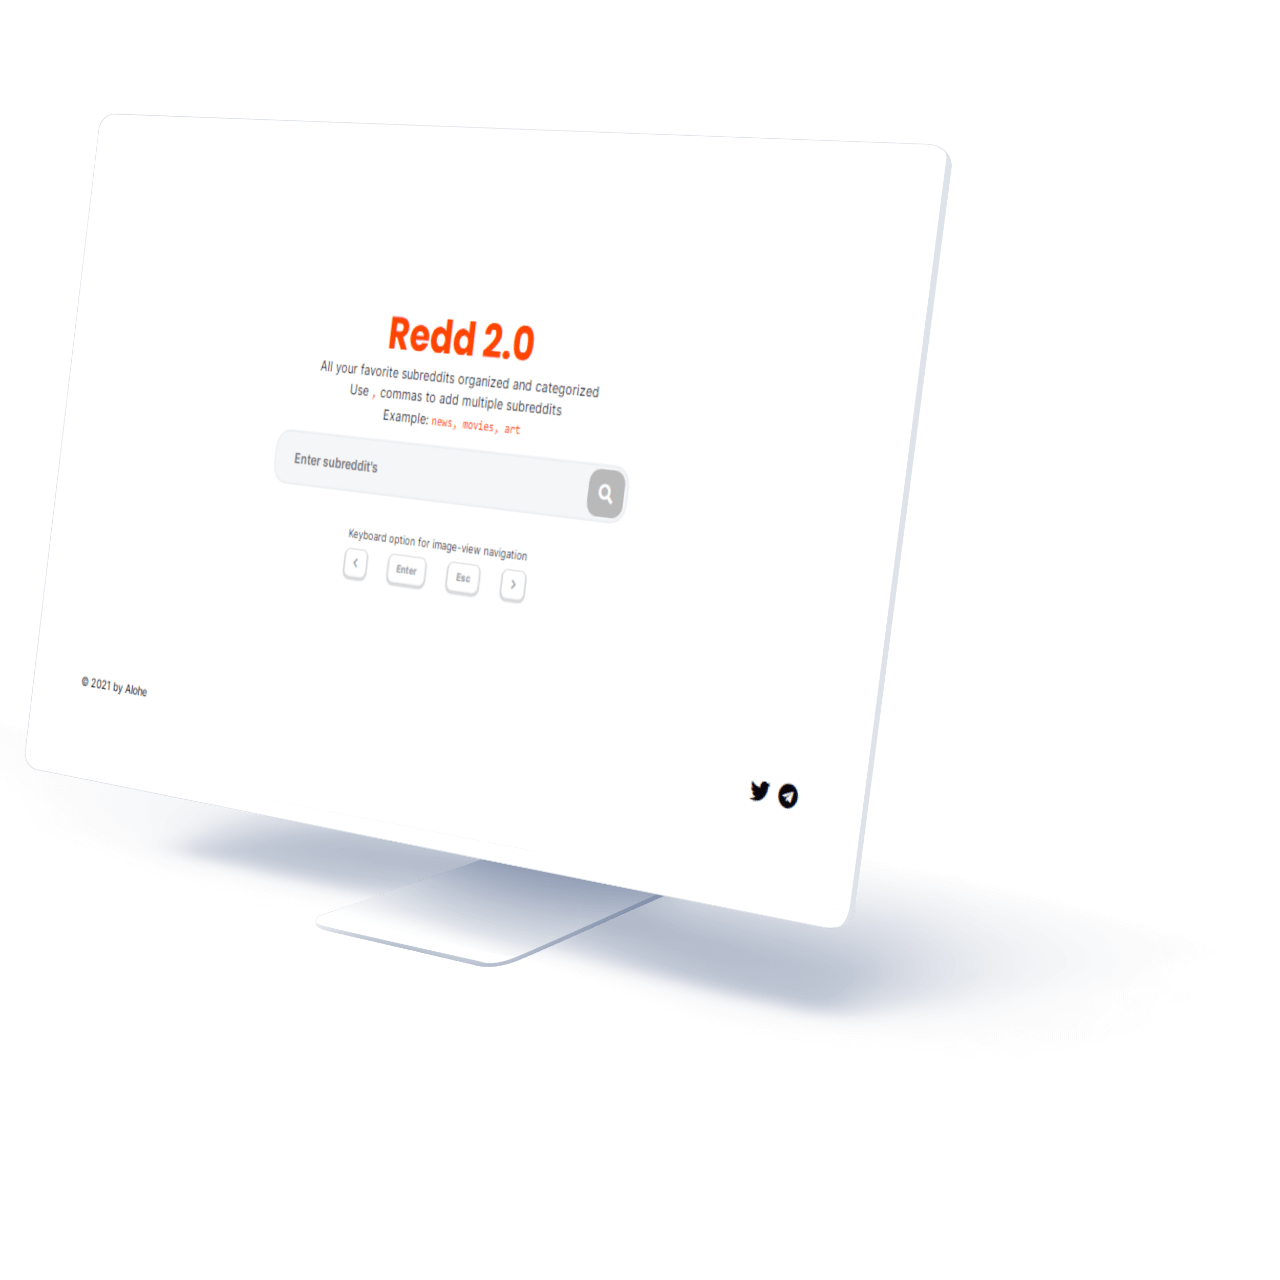 Redd 2.0
All your favorite subreddits organized and categorized
Use , commas to add multiple subreddits
Example: news, movies, art
Enter subreddit's
Keyboard option for image-view navigation
Enter Esc
© 2021 by Alohe